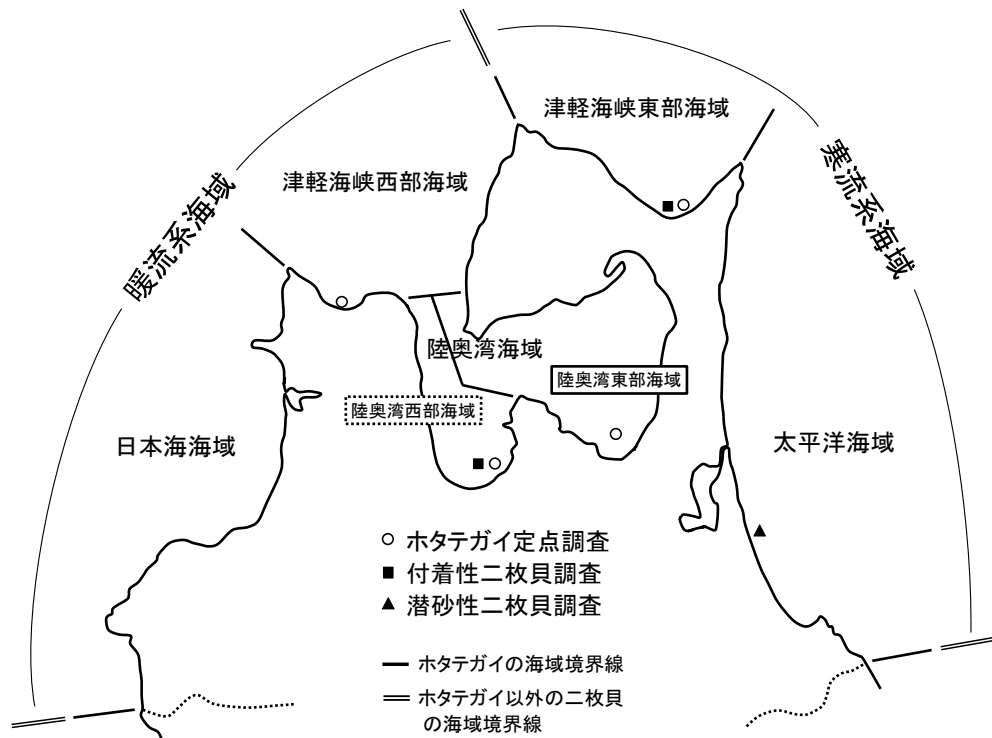 津軽海峡東部海域
津軽海峡西部海域
暖流系海域
寒流系海域
陸奥湾海域
陸奥湾東部海域
陸奥湾西部海域
日本海海域
太平洋海域
○ ホタテガイ定点調査
■ 付着性二枚貝調査
▲ 潜砂性二枚貝調査
ホタテガイの海域境界線
ホタテガイ以外の二枚貝
の海域境界線